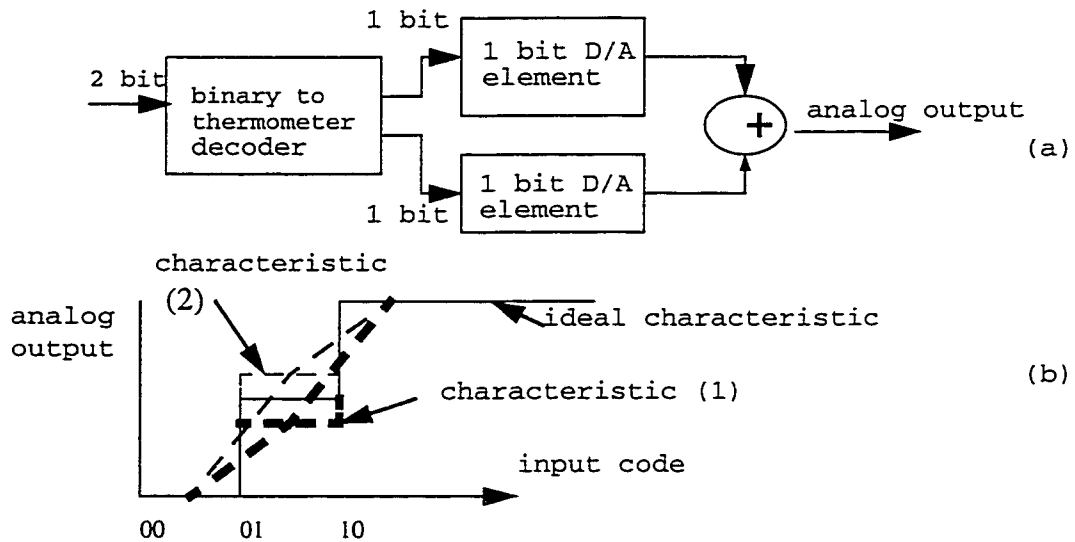 1 bit
1 bit D/A
element
2 bit
binary to
thermometer
decoder
+
analog output
(a)
1 bit D/A
element
1 bit
characteristic
(2)
analog
output
ideal characteristic
characteristic (1)
(b)
input code
00 01 10